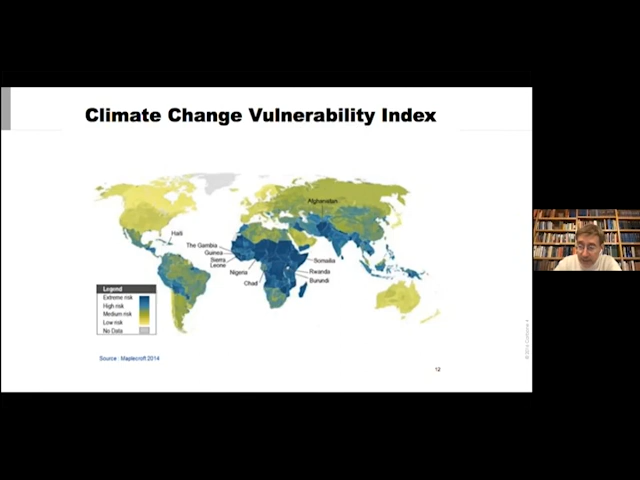 Climate Change Vulnerability Index
Afghanistan
Haiti
The Gambia
Guinea
Sierra
Leone
Nigeria
Chad
Somalia
Rwanda
Burundi
Legend
Extreme risk
High risk
Medium risk
Low risk
No Data
Source : Maplecroft 2014
12